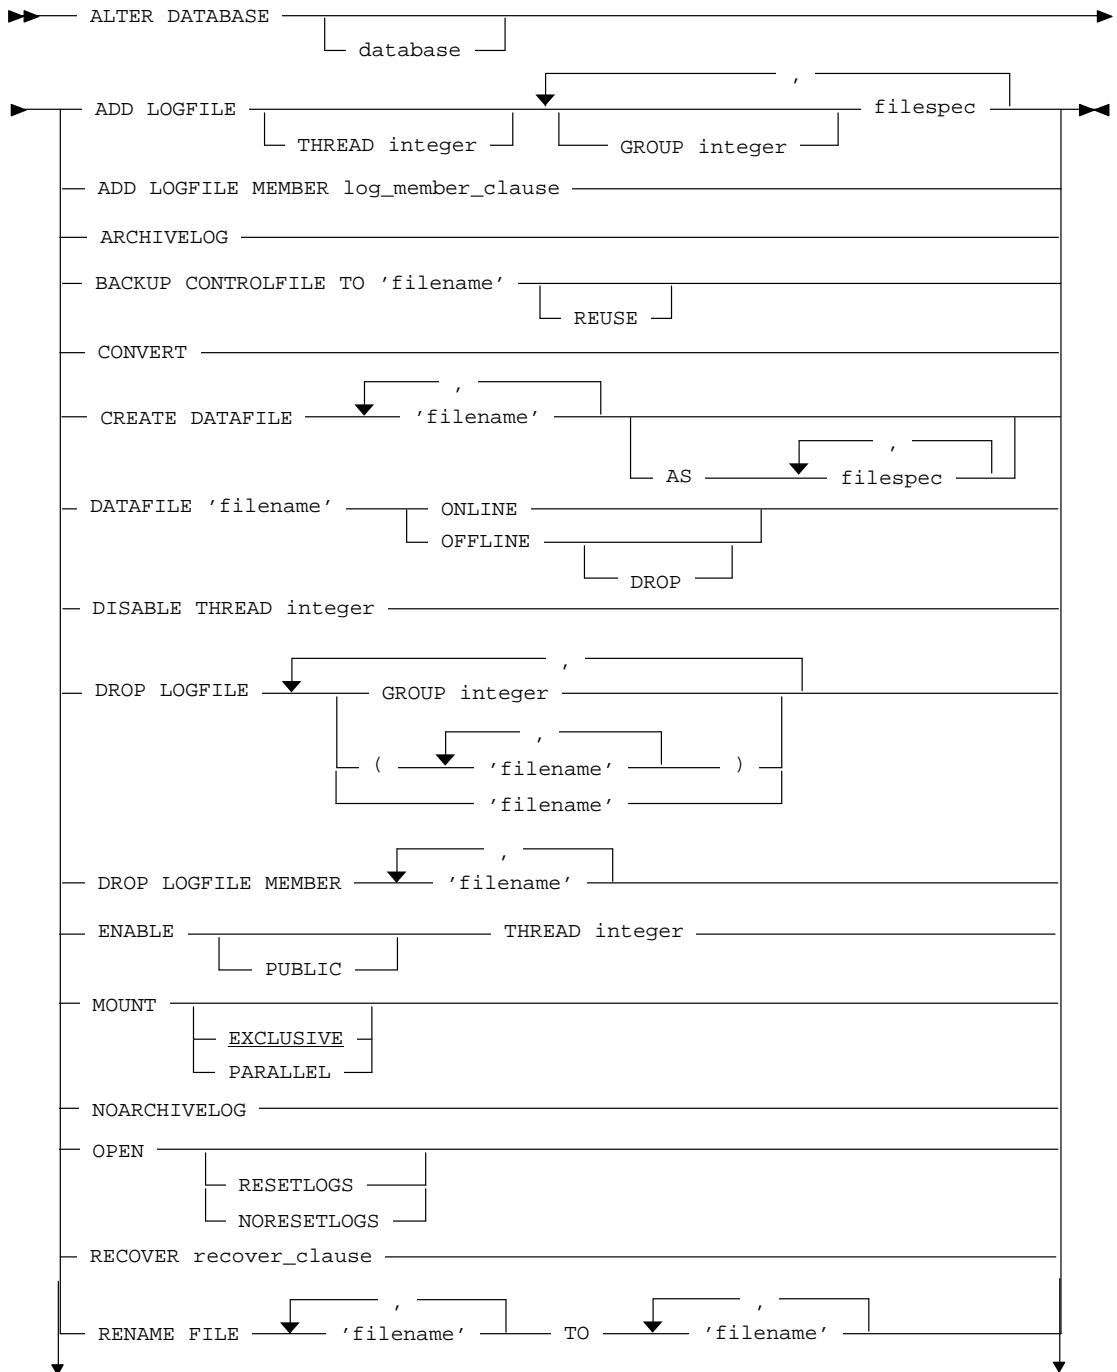 ALTER DATABASE
database
,
ADD LOGFILE filespec
THREAD integer GROUP integer
ADD LOGFILE MEMBER log_member_clause
ARCHIVELOG
BACKUP CONTROLFILE TO 'filename'
REUSE
CONVERT
,
CREATE DATAFILE 'filename'
,
AS filespec
DATAFILE 'filename' ONLINE
OFFLINE
DROP
DISABLE THREAD integer
,
DROP LOGFILE GROUP integer
,
( 'filename' )
'filename'
,
DROP LOGFILE MEMBER 'filename'
ENABLE THREAD integer
PUBLIC
MOUNT
EXCLUSIVE
PARALLEL
NOARCHIVELOG
OPEN
RESETLOGS
NORESETLOGS
RECOVER recover_clause
, ,
RENAME FILE 'filename' TO 'filename'